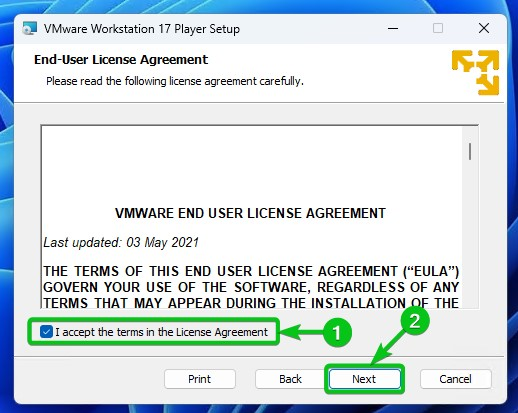 VMware Workstation 17 Player Setup
End-User License Agreement
Please read the following license agreement carefully.
VMWARE END USER LICENSE AGREEMENT
Last updated: 03 May 2021
THE TERMS OF THIS END USER LICENSE AGREEMENT (“EULA”)
GOVERN YOUR USE OF THE SOFTWARE, REGARDLESS OF ANY
TERMS THAT MAY APPEAR DURING THE INSTALLATION OF THE
I accept the terms in the License Agreement
1
2
Print Back Next Cancel